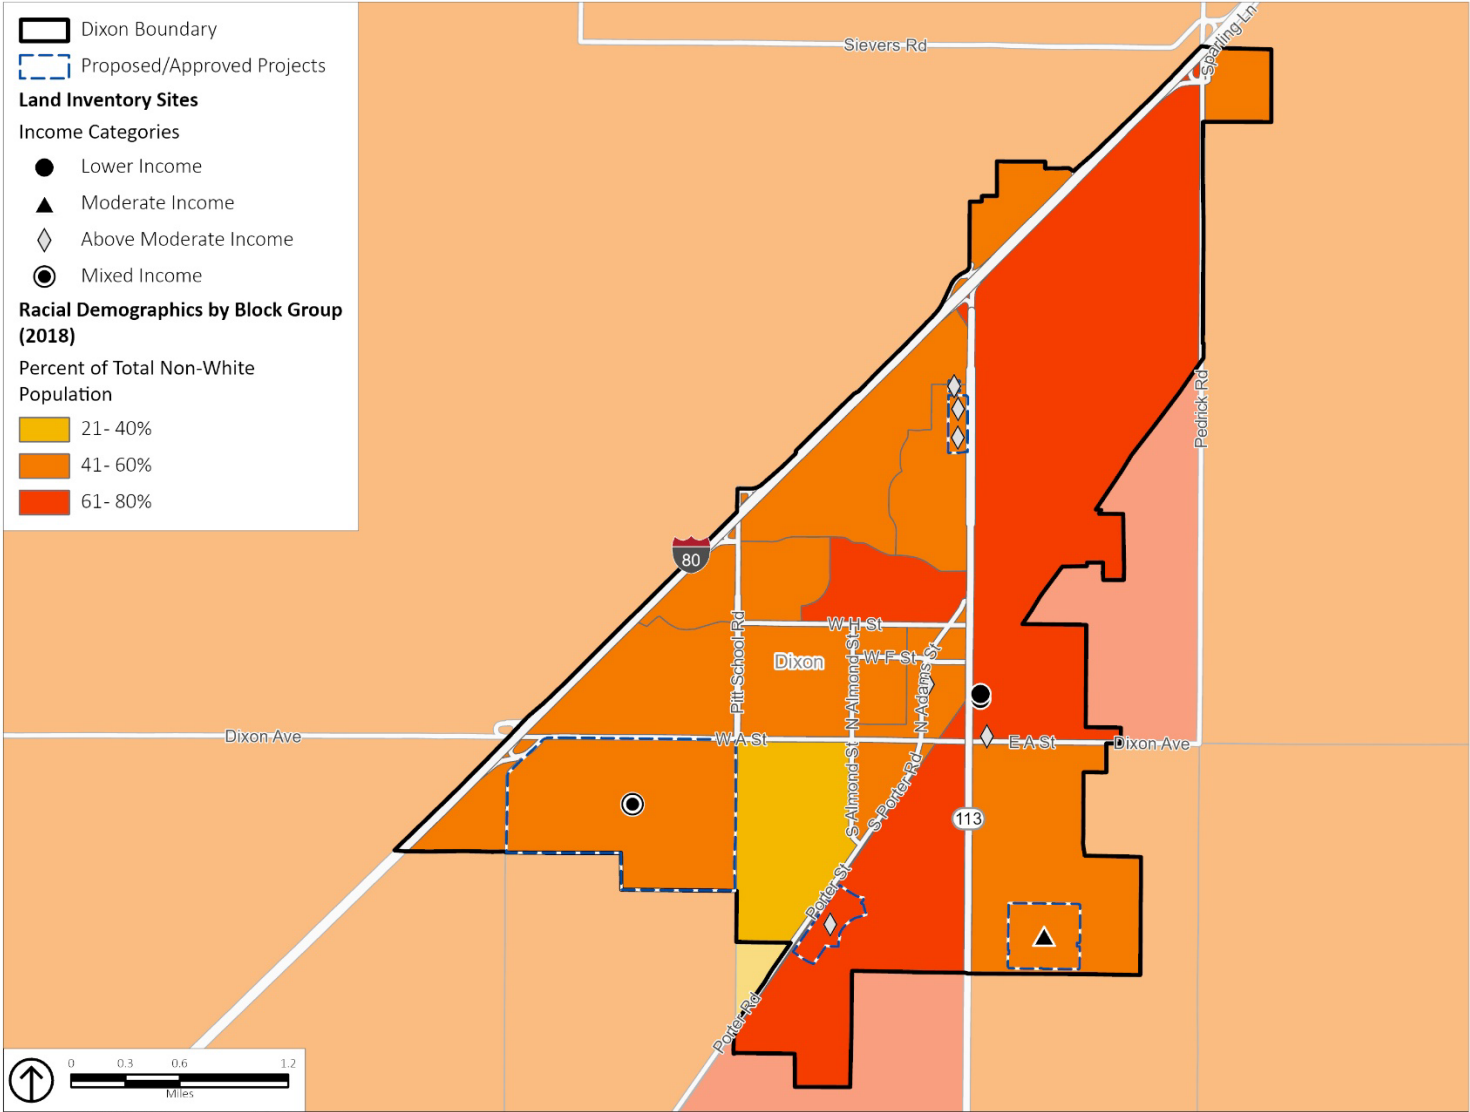 Dixon Boundary
Proposed/Approved Projects
Land Inventory Sites
Income Categories
Lower Income
Moderate Income
Above Moderate Income
Mixed Income
Racial Demographics by Block Group
(2018)
Percent of Total Non-White
Population
21- 40%
41- 60%
61- 80%
Sievers Rd
Sparling Ln
Pedrick Rd
80
Pitt School Rd
W H St
Dixon
W F St
N Almond St
N Adams St
Dixon Ave
W A St
E A St
Dixon Ave
S Almond St
S Porter Rd
113
Porter St
Porter Rd
0 0.3 0.6 1.2
Miles